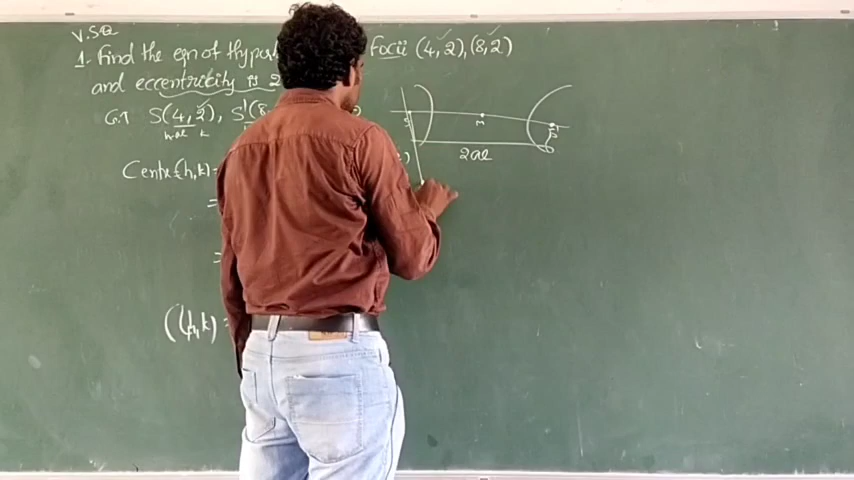 V.S.Q
1. Find the eqn of Focii (4,2), (8,2)
and eccentricity is 2
G.T S(4,2), S'(8
h-ae k
Centre(h,k)=
M
2ae
=
=
(h,k)=